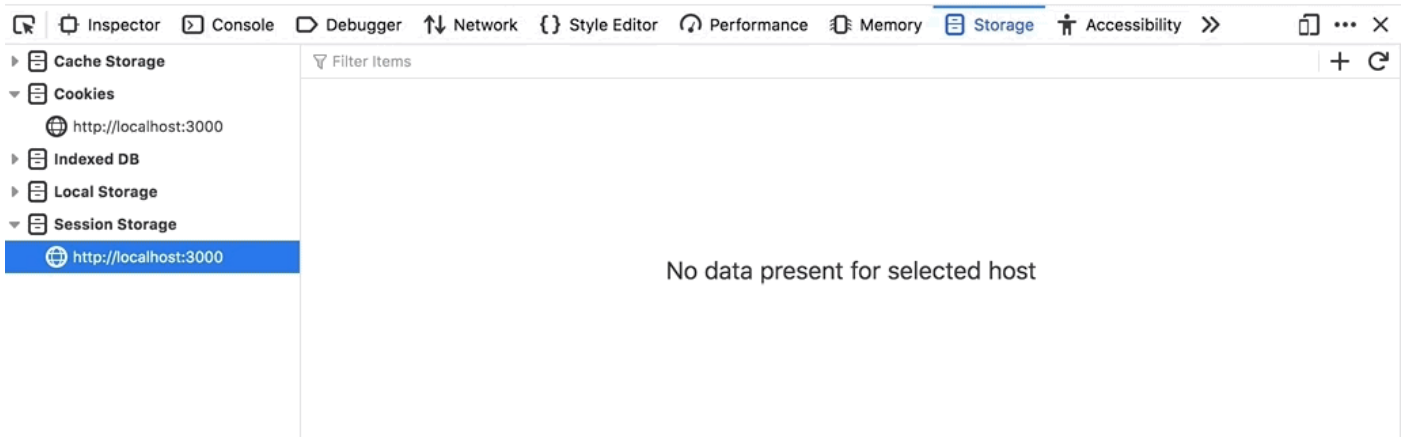 Inspector Console Debugger Network Style Editor Performance Memory Storage Accessibility
Cache Storage
Filter Items
Cookies
http://localhost:3000
Indexed DB
Local Storage
Session Storage
http://localhost:3000
No data present for selected host